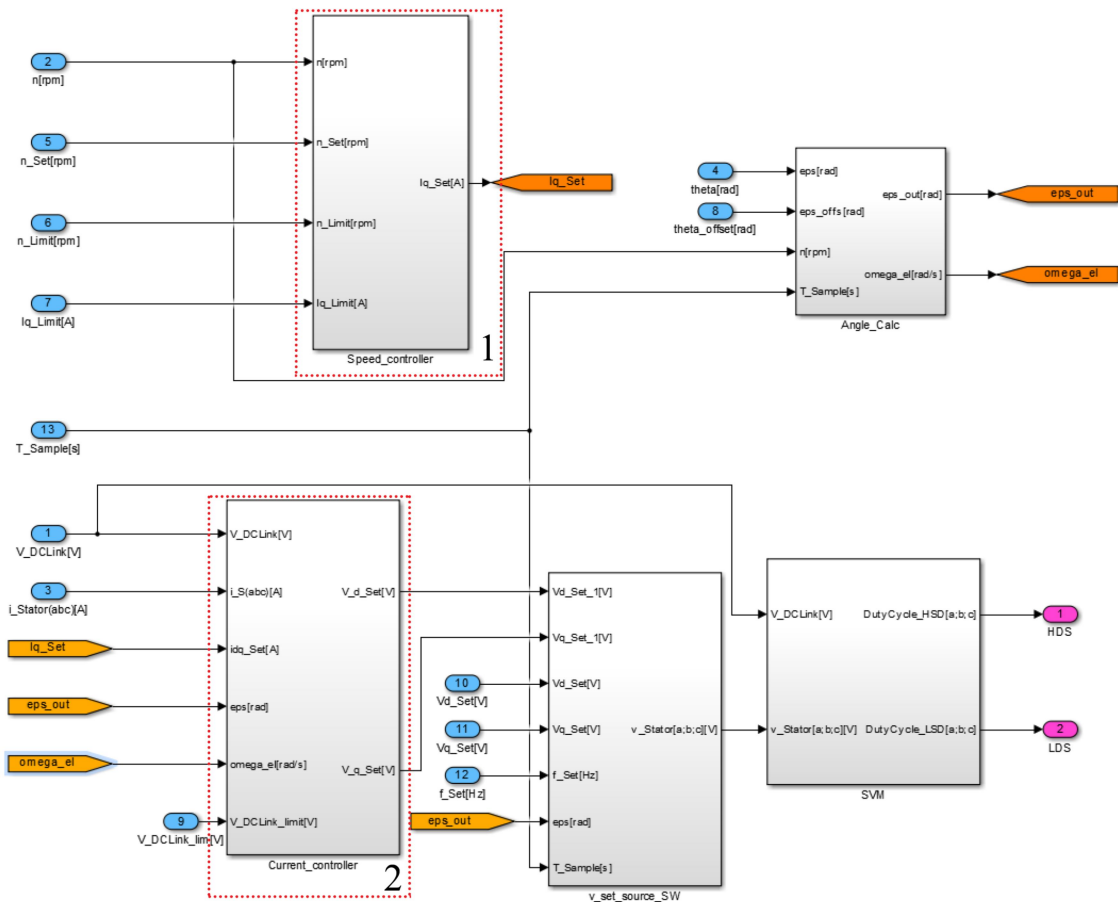 2
n[rpm]
5
n_Set[rpm]
6
n_Limit[rpm]
7
Iq_Limit[A]
n[rpm]
n_Set[rpm]
Iq_Set[A]
n_Limit[rpm]
Iq_Limit[A]
Speed_controller
1
Iq_Set
4
theta[rad]
8
theta_offset[rad]
eps[rad]
eps_offs[rad]
n[rpm]
T_Sample[s]
eps_out[rad]
omega_el[rad/s]
Angle_Calc
eps_out
omega_el
13
T_Sample[s]
1
V_DCLink[V]
3
i_Stator(abc)[A]
Iq_Set
eps_out
omega_el
9
V_DCLink_lim[V]
V_DCLink[V]
i_S(abc)[A]
idq_Set[A]
eps[rad]
omega_el[rad/s]
V_DCLink_limit[V]
V_d_Set[V]
V_q_Set[V]
Current_controller
2
10
Vd_Set[V]
11
Vq_Set[V]
12
f_Set[Hz]
eps_out
Vd_Set_1[V]
Vq_Set_1[V]
Vd_Set[V]
Vq_Set[V]
f_Set[Hz]
eps[rad]
T_Sample[s]
v_Stator[a;b;c][V]
v_set_source_SW
V_DCLink[V]
v_Stator[a;b;c][V]
DutyCycle_HSD[a;b;c]
DutyCycle_LSD[a;b;c]
SVM
1
HDS
2
LDS